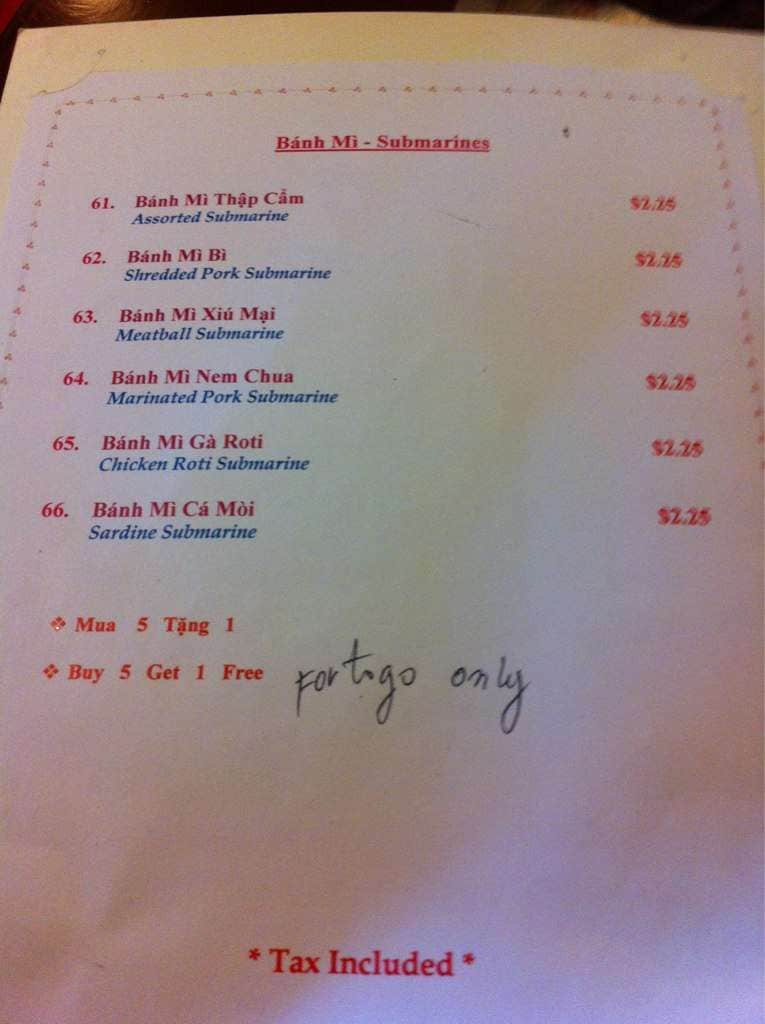 Bánh Mì - Submarines
61. Bánh Mì Thập Cẩm $2.25
Assorted Submarine
62. Bánh Mì Bì $2.25
Shredded Pork Submarine
63. Bánh Mì Xiú Mại $2.25
Meatball Submarine
64. Bánh Mì Nem Chua $2.25
Marinated Pork Submarine
65. Bánh Mì Gà Roti $2.25
Chicken Roti Submarine
66. Bánh Mì Cá Mòi $2.25
Sardine Submarine
❖ Mua 5 Tặng 1
❖ Buy 5 Get 1 Free For to go only
* Tax Included *